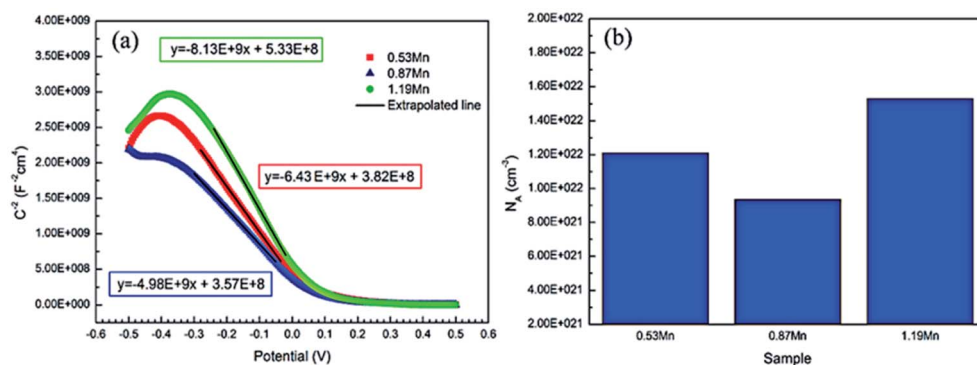 (a)
y=-8.13E+9x + 5.33E+8
0.53Mn
0.87Mn
1.19Mn
Extrapolated line
y=-6.43 E+9x + 3.82E+8
y=-4.98E+9x + 3.57E+8
C⁻² (F⁻²cm⁴)
4.00E+009
3.50E+009
3.00E+009
2.50E+009
2.00E+009
1.50E+009
1.00E+009
5.00E+008
0.00E+000
-0.6 -0.5 -0.4 -0.3 -0.2 -0.1 0.0 0.1 0.2 0.3 0.4 0.5 0.6
Potential (V)
(b)
N_A (cm⁻³)
2.00E+022
1.80E+022
1.60E+022
1.40E+022
1.20E+022
1.00E+022
8.00E+021
6.00E+021
4.00E+021
2.00E+021
0.53Mn 0.87Mn 1.19Mn
Sample